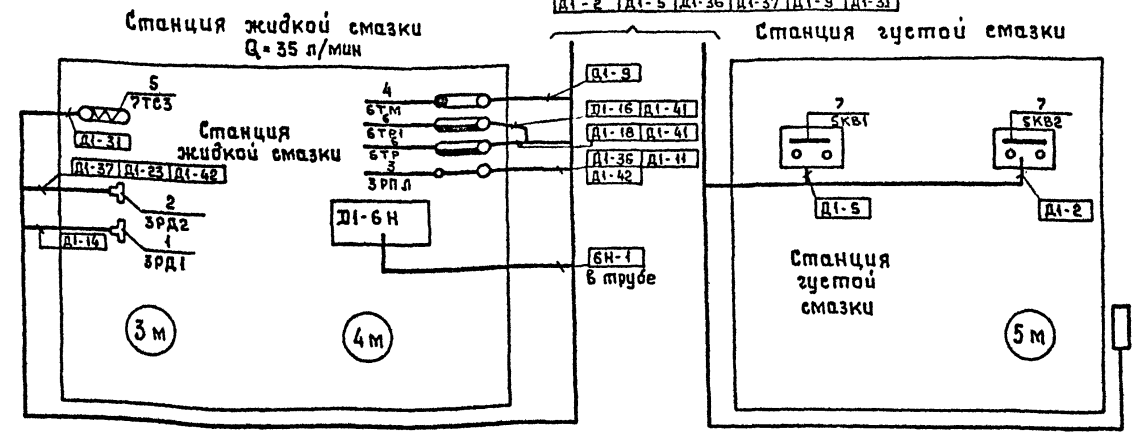 Д1-2 Д1-5 Д1-36 Д1-37 Д1-9 Д1-31
Станция жидкой смазки
Q = 35 л/мин
Станция густой смазки
5
7ТС3
Д1-31
Станция
жидкой смазки
4
6ТМ
6
6ТР1
6ТР
3
3РПЛ
Д1-9
Д1-16 Д1-41
Д1-18 Д1-41
Д1-36 Д1-11
Д1-42
7
5КВ1
7
5КВ2
Д1-5
Д1-2
Д1-37 Д1-23 Д1-42
2
3РД2
Д1-14
1
3РД1
Д1-6Н
6Н-1
в трубе
Станция
густой
смазки
3м
4м
5м